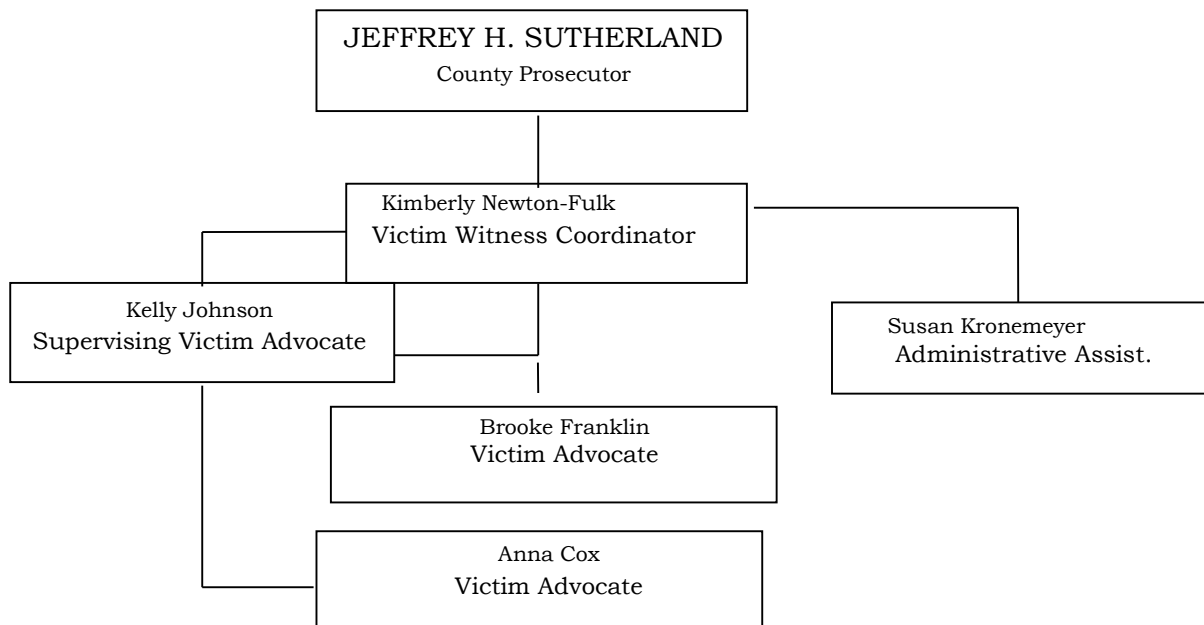 JEFFREY H. SUTHERLAND
County Prosecutor
Kimberly Newton-Fulk
Victim Witness Coordinator
Kelly Johnson
Supervising Victim Advocate
Susan Kronemeyer
Administrative Assist.
Brooke Franklin
Victim Advocate
Anna Cox
Victim Advocate